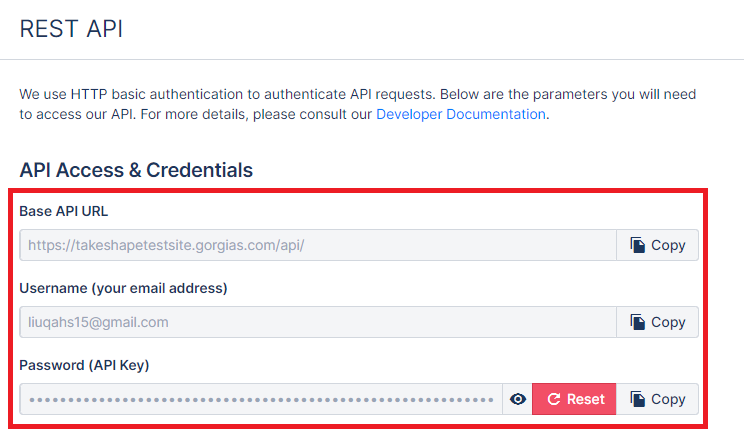 REST API
We use HTTP basic authentication to authenticate API requests. Below are the parameters you will need
to access our API. For more details, please consult our Developer Documentation.
API Access & Credentials
Base API URL
https://takeshapetestsite.gorgias.com/api/ Copy
Username (your email address)
liuqahs15@gmail.com Copy
Password (API Key)
Reset Copy